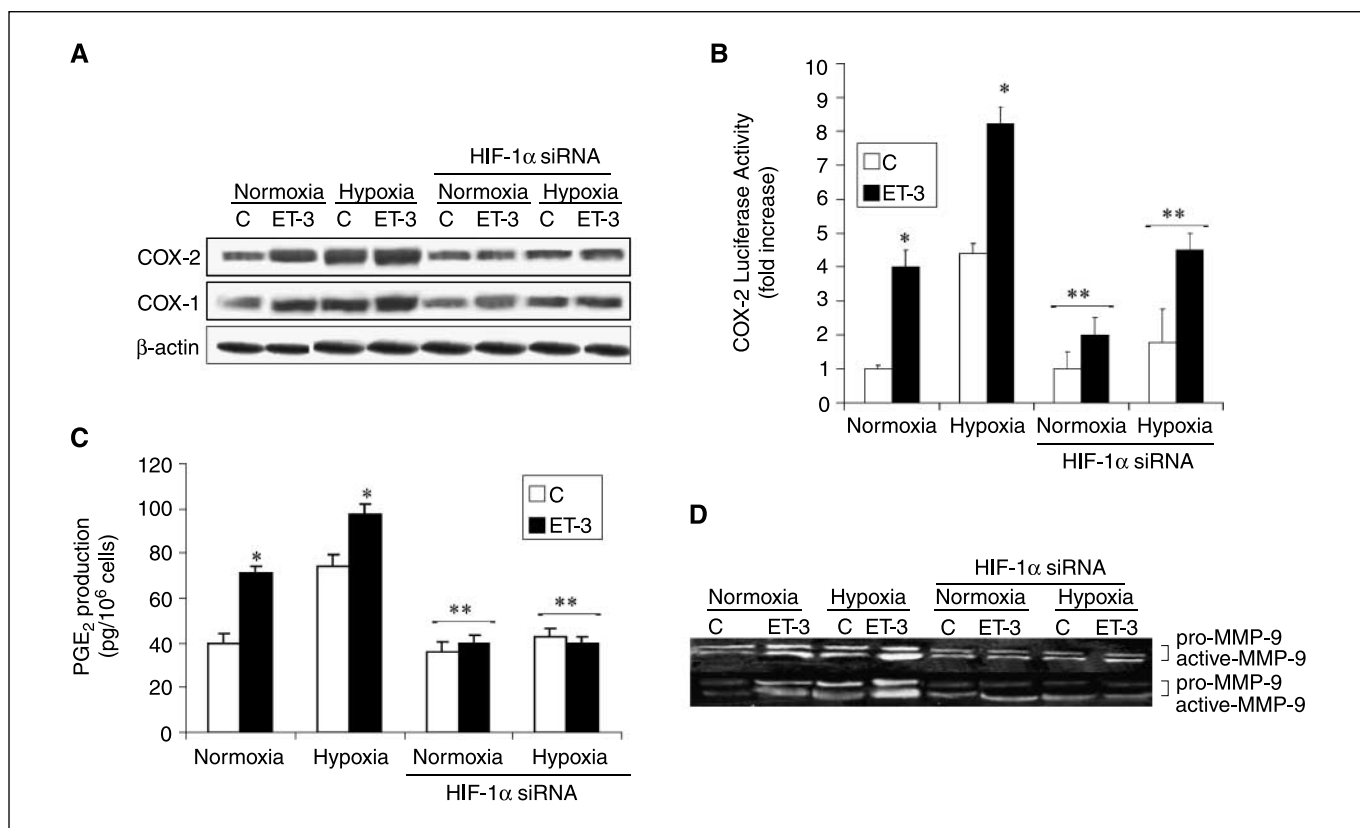 A
HIF-1α siRNA
Normoxia Hypoxia Normoxia Hypoxia
C ET-3 C ET-3 C ET-3 C ET-3
COX-2
COX-1
β-actin
B
COX-2 Luciferase Activity
(fold increase)
10
9
8
7
6
5
4
3
2
1
0
C
ET-3
*
*
**
**
Normoxia Hypoxia Normoxia Hypoxia
HIF-1α siRNA
C
PGE2 production
(pg/10⁶ cells)
120
100
80
60
40
20
0
C
ET-3
*
*
**
**
Normoxia Hypoxia Normoxia Hypoxia
HIF-1α siRNA
D
HIF-1α siRNA
Normoxia Hypoxia Normoxia Hypoxia
C ET-3 C ET-3 C ET-3 C ET-3
pro-MMP-9
active-MMP-9
pro-MMP-9
active-MMP-9